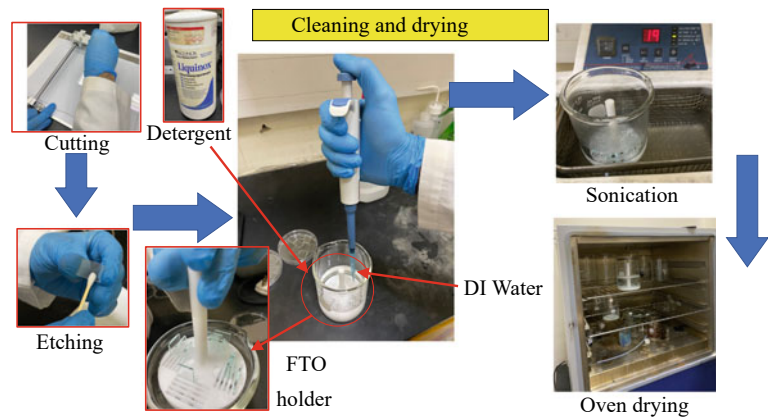 Cleaning and drying
Liquinox
19
Cutting
Detergent
Sonication
DI Water
Etching
FTO
holder
Oven drying